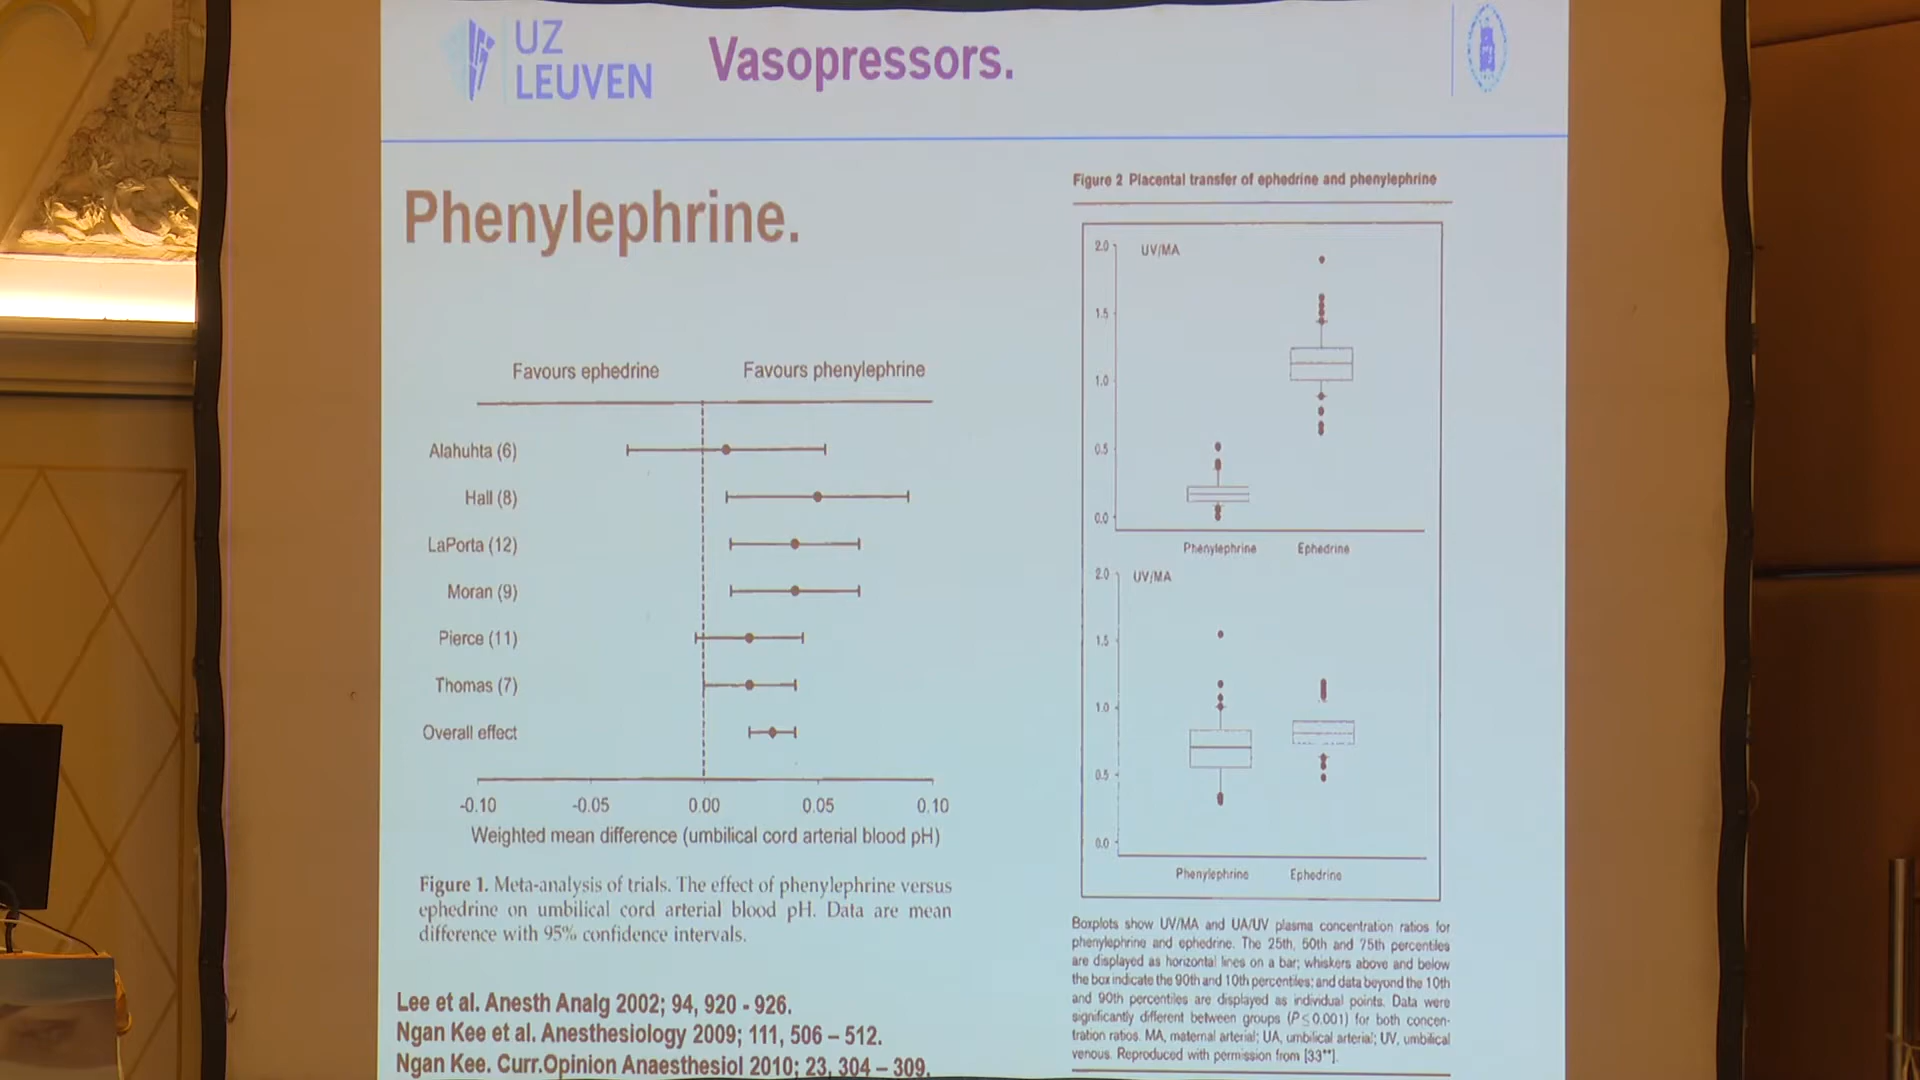 UZ
LEUVEN
Vasopressors.
Phenylephrine.
Favours ephedrine
Favours phenylephrine
Alahuhta (6)
Hall (8)
LaPorta (12)
Moran (9)
Pierce (11)
Thomas (7)
Overall effect
-0.10 -0.05 0.00 0.05 0.10
Weighted mean difference (umbilical cord arterial blood pH)
Figure 1. Meta-analysis of trials. The effect of phenylephrine versus
ephedrine on umbilical cord arterial blood pH. Data are mean
difference with 95% confidence intervals.
Lee et al. Anesth Analg 2002; 94, 920 - 926.
Ngan Kee et al. Anesthesiology 2009; 111, 506 – 512.
Ngan Kee. Curr.Opinion Anaesthesiol 2010; 23, 304 – 309.
Figure 2 Placental transfer of ephedrine and phenylephrine
2.0
UV/MA
1.5
1.0
0.5
0.0
Phenylephrine Ephedrine
2.0
UV/MA
1.5
1.0
0.5
0.0
Phenylephrine Ephedrine
Boxplots show UV/MA and UA/UV plasma concentration ratios for
phenylephrine and ephedrine. The 25th, 50th and 75th percentiles
are displayed as horizontal lines on a bar; whiskers above and below
the box indicate the 90th and 10th percentiles; and data beyond the 10th
and 90th percentiles are displayed as individual points. Data were
significantly different between groups (P ≤ 0.001) for both concen-
tration ratios. MA, maternal arterial; UA, umbilical arterial; UV, umbilical
venous. Reproduced with permission from [33**].